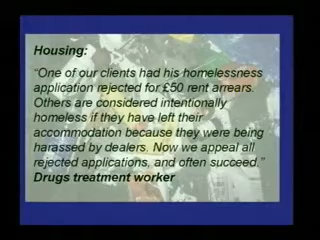 Housing:
“One of our clients had his homelessness
application rejected for £50 rent arrears.
Others are considered intentionally
homeless if they have left their
accommodation because they were being
harassed by dealers. Now we appeal all
rejected applications, and often succeed.”
Drugs treatment worker